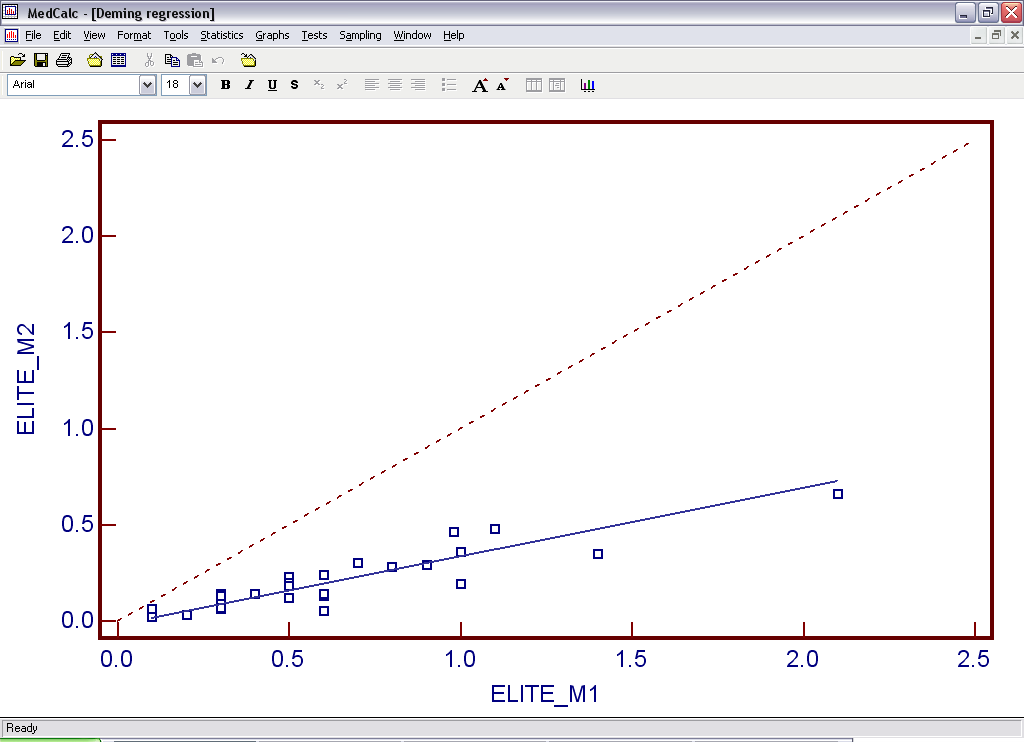 MedCalc - [Deming regression]
File Edit View Format Tools Statistics Graphs Tests Sampling Window Help
Arial 18 B I U S x₂ x² A A
2.5
2.0
1.5
1.0
0.5
0.0
ELITE_M2
0.0 0.5 1.0 1.5 2.0 2.5
ELITE_M1
Ready